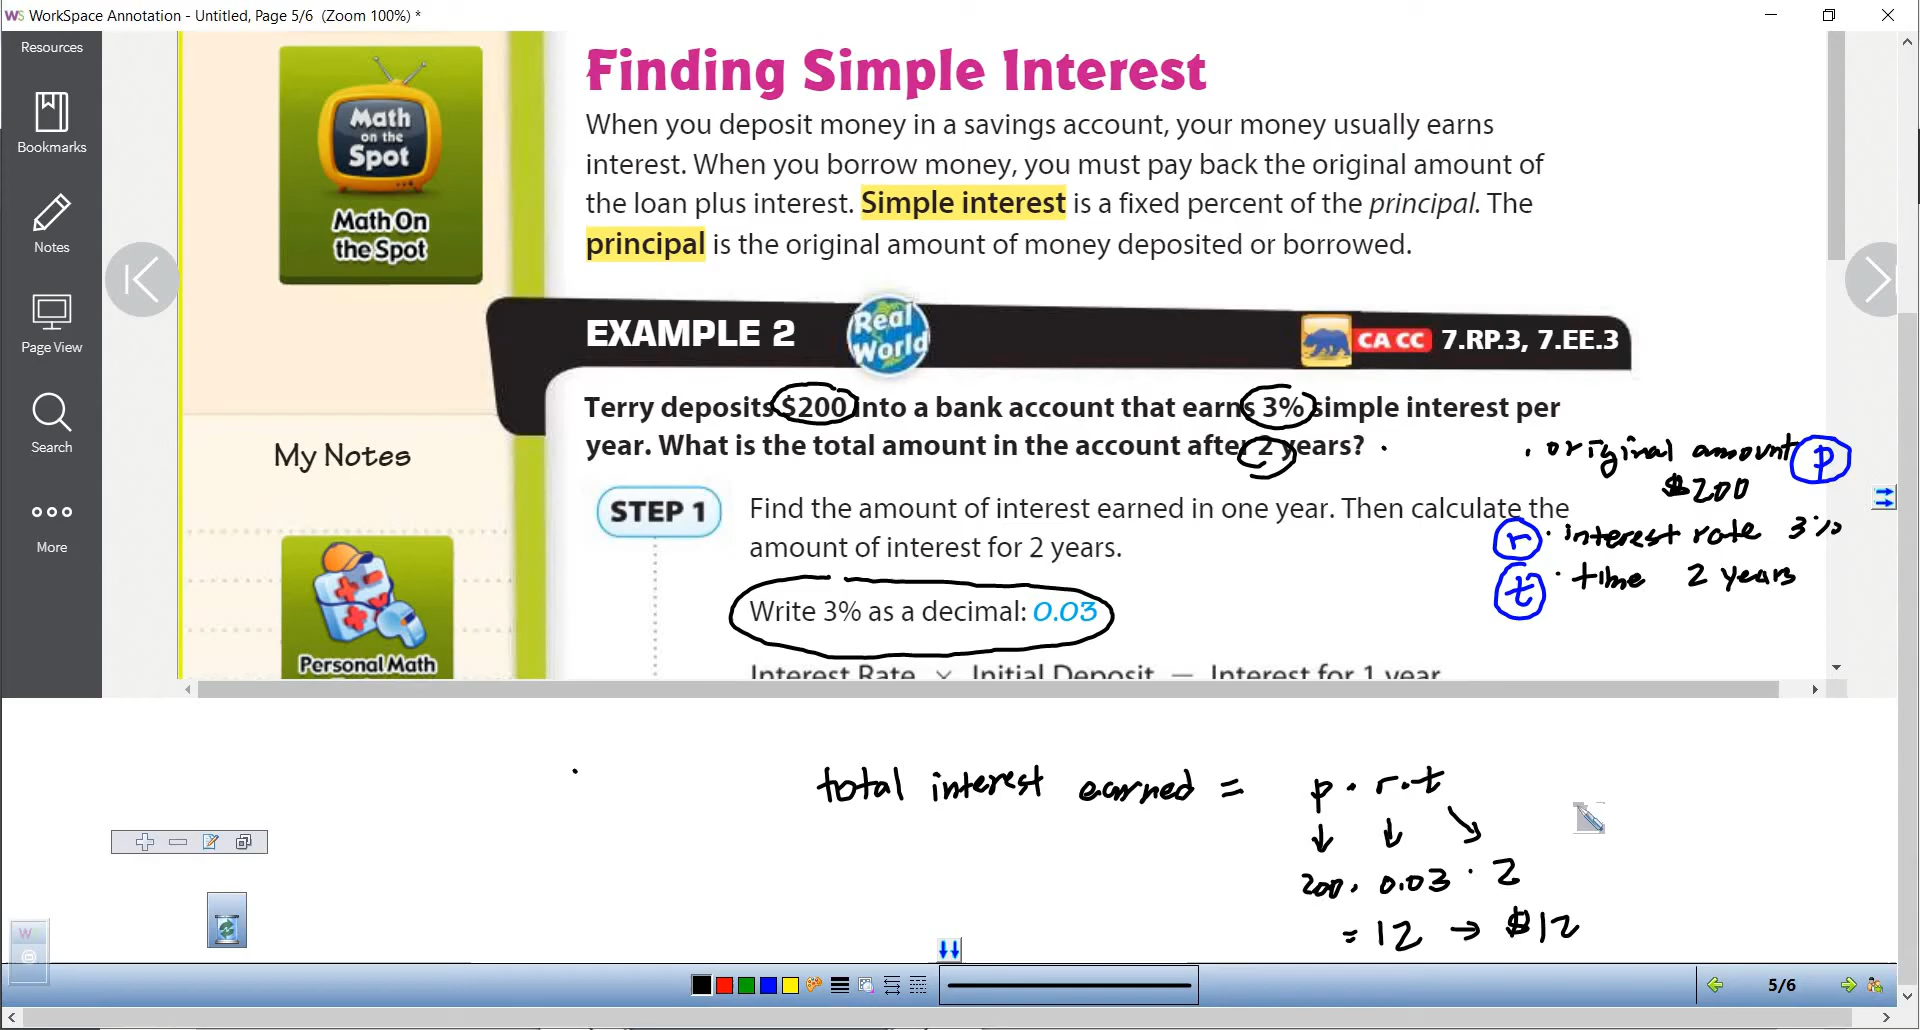 WS WorkSpace Annotation - Untitled, Page 5/6 (Zoom 100%) *
Resources
Bookmarks
Notes
Page View
Search
More
Math
on the
Spot
Math On
the Spot
My Notes
Personal Math
Finding Simple Interest
When you deposit money in a savings account, your money usually earns
interest. When you borrow money, you must pay back the original amount of
the loan plus interest. Simple interest is a fixed percent of the principal. The
principal is the original amount of money deposited or borrowed.
EXAMPLE 2 Real World CA CC 7.RP.3, 7.EE.3
Terry deposits $200 into a bank account that earns 3% simple interest per
year. What is the total amount in the account after 2 years?
STEP 1 Find the amount of interest earned in one year. Then calculate the
amount of interest for 2 years.
Write 3% as a decimal: 0.03
Interest Rate × Initial Deposit = Interest for 1 year
· original amount p
$200
r · interest rate 3%
t · time 2 years
total interest earned = p · r · t
↓ ↓ ↘
200 · 0.03 · 2
= 12 → $12
W
@
5/6